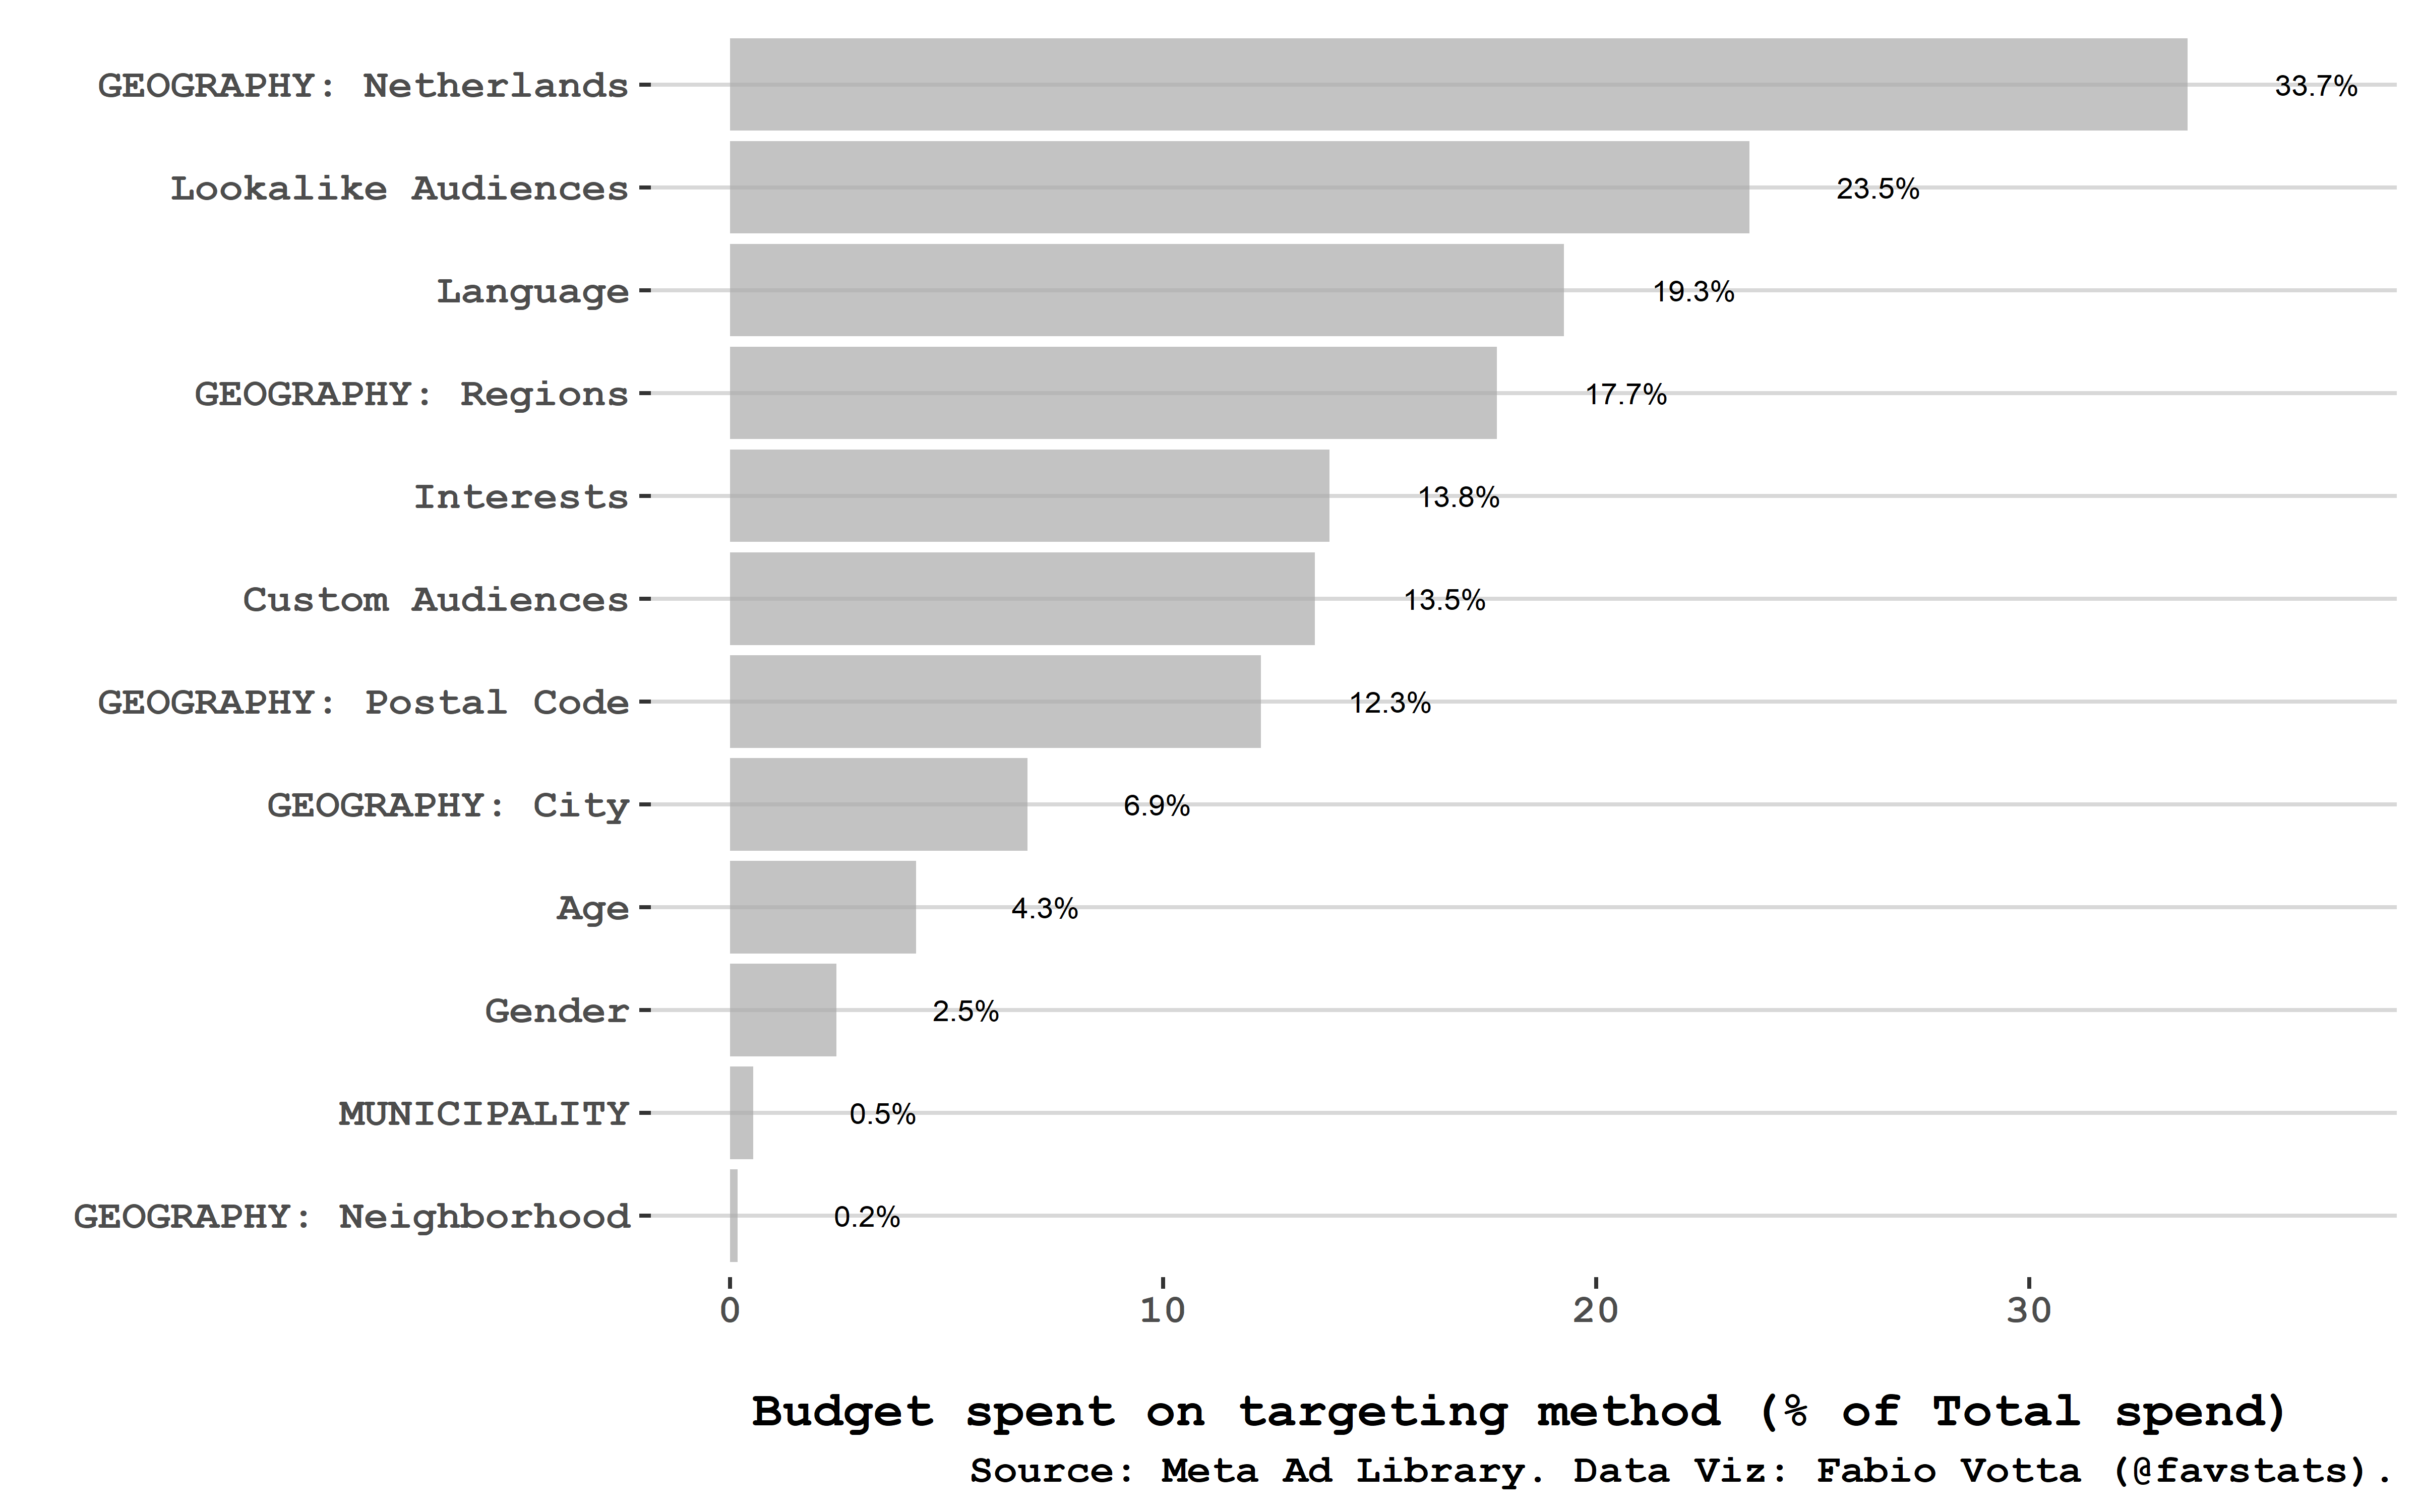 GEOGRAPHY: Netherlands 33.7%
Lookalike Audiences 23.5%
Language 19.3%
GEOGRAPHY: Regions 17.7%
Interests 13.8%
Custom Audiences 13.5%
GEOGRAPHY: Postal Code 12.3%
GEOGRAPHY: City 6.9%
Age 4.3%
Gender 2.5%
MUNICIPALITY 0.5%
GEOGRAPHY: Neighborhood 0.2%
0 10 20 30
Budget spent on targeting method (% of Total spend)
Source: Meta Ad Library. Data Viz: Fabio Votta (@favstats).